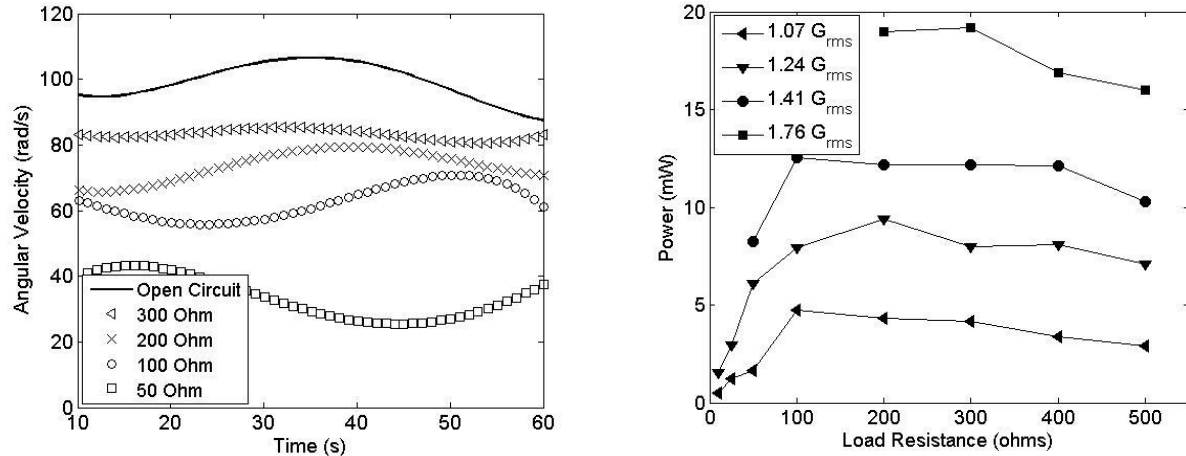 120
100
80
60
40
20
0
Angular Velocity (rad/s)
Open Circuit
300 Ohm
200 Ohm
100 Ohm
50 Ohm
10 20 30 40 50 60
Time (s)
20
15
10
5
0
Power (mW)
1.07 Grms
1.24 Grms
1.41 Grms
1.76 Grms
0 100 200 300 400 500
Load Resistance (ohms)